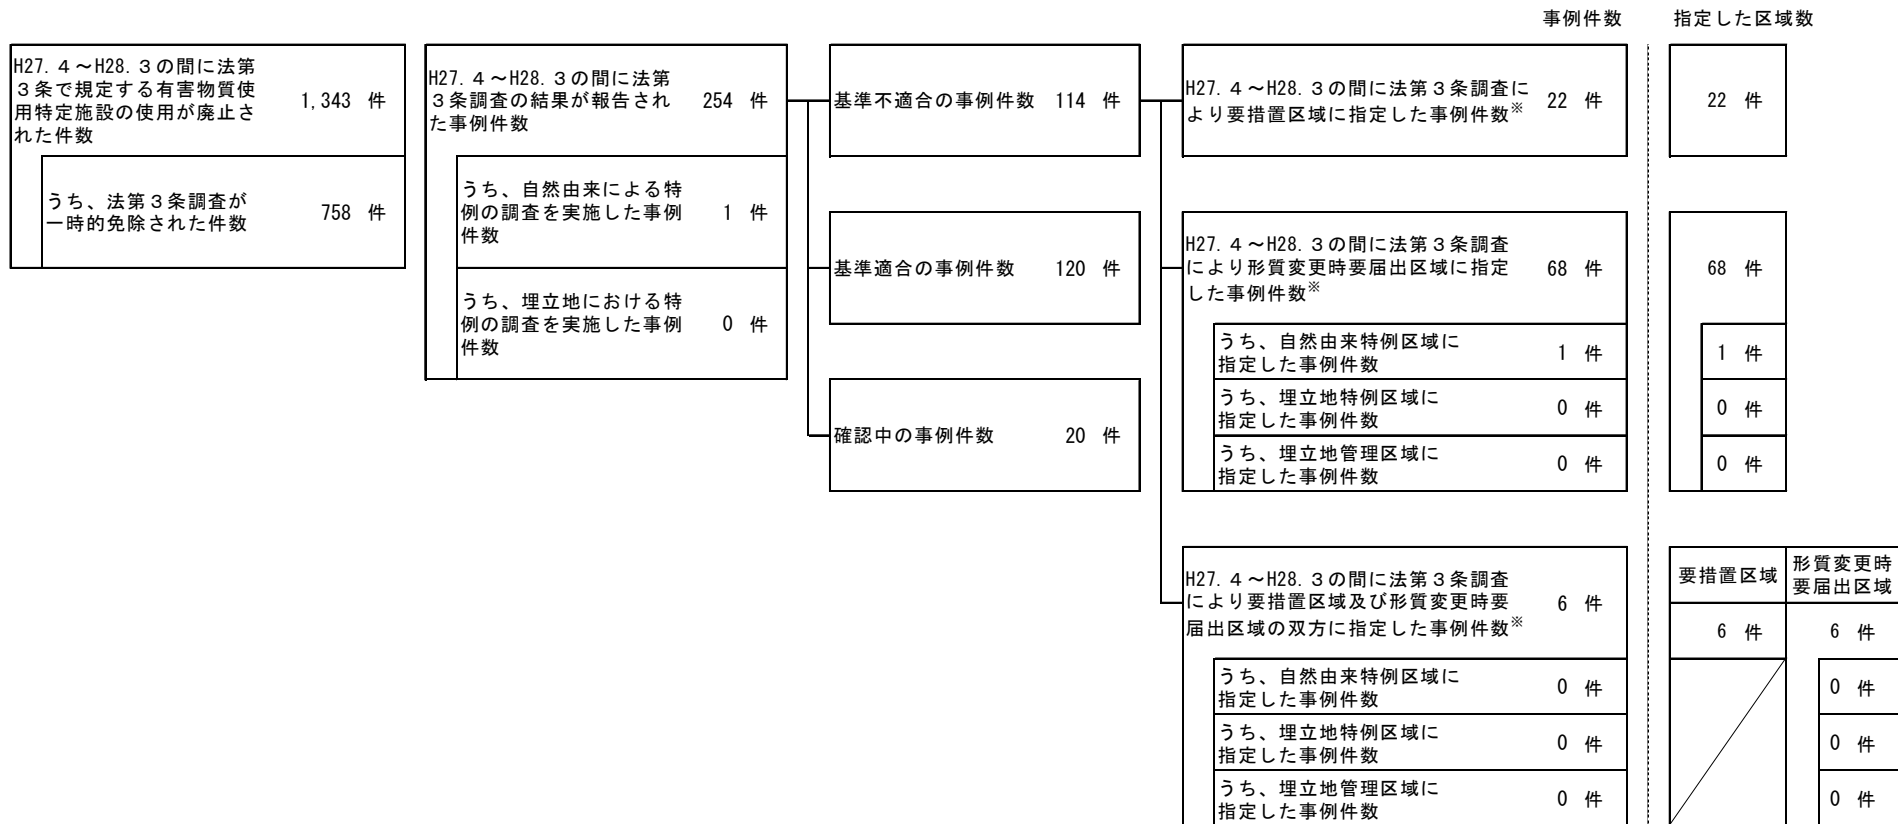 事例件数 指定した区域数
H27.４～H28.３の間に法第
３条で規定する有害物質使
用特定施設の使用が廃止さ
れた件数
1,343 件
うち、法第３条調査が
一時的免除された件数
758 件
H27.４～H28.３の間に法第
３条調査の結果が報告され
た事例件数
254 件
うち、自然由来による特
例の調査を実施した事例
件数
1 件
うち、埋立地における特
例の調査を実施した事例
件数
0 件
基準不適合の事例件数 114 件
基準適合の事例件数 120 件
確認中の事例件数 20 件
H27.４～H28.３の間に法第３条調査に
より要措置区域に指定した事例件数※
22 件
22 件
H27.４～H28.３の間に法第３条調査
により形質変更時要届出区域に指定
した事例件数※
68 件
68 件
うち、自然由来特例区域に
指定した事例件数
1 件
1 件
うち、埋立地特例区域に
指定した事例件数
0 件
0 件
うち、埋立地管理区域に
指定した事例件数
0 件
0 件
H27.４～H28.３の間に法第３条調査
により要措置区域及び形質変更時要
届出区域の双方に指定した事例件数※
6 件
要措置区域
形質変更時
要届出区域
6 件
6 件
うち、自然由来特例区域に
指定した事例件数
0 件
0 件
うち、埋立地特例区域に
指定した事例件数
0 件
0 件
うち、埋立地管理区域に
指定した事例件数
0 件
0 件